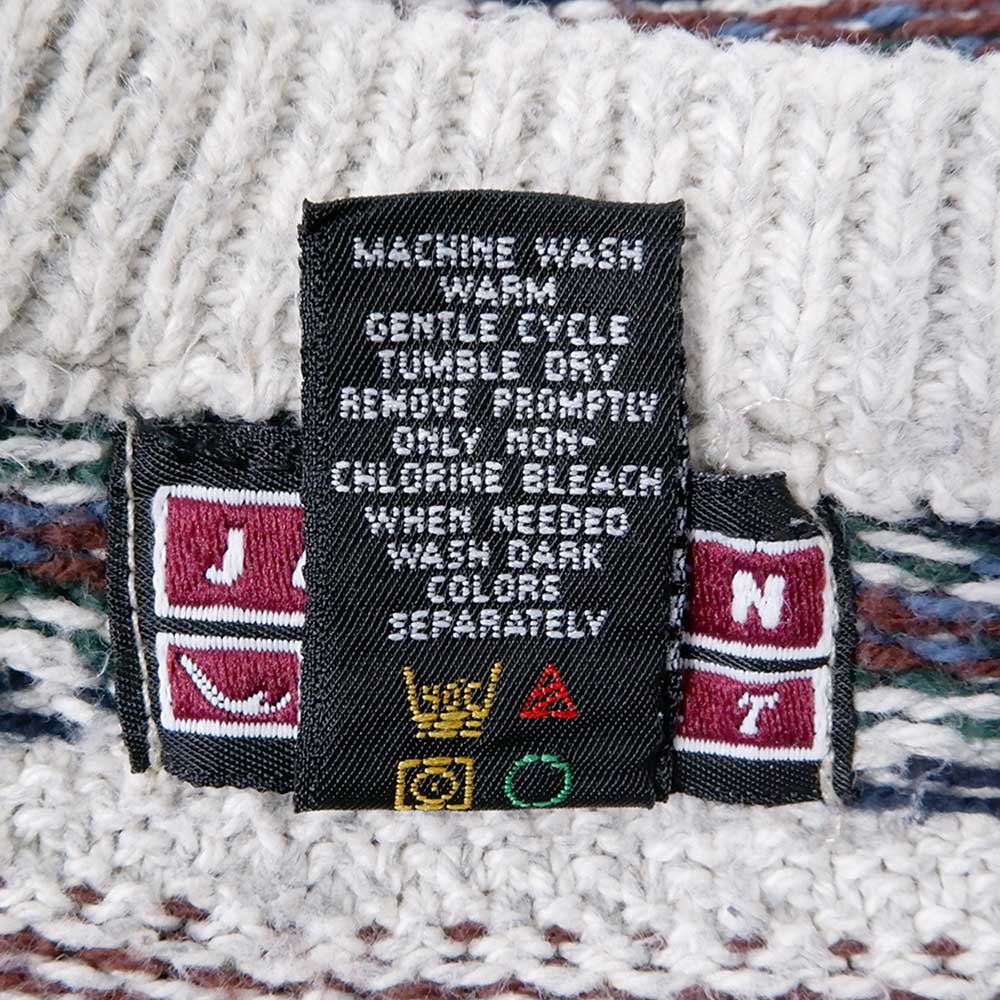 MACHINE WASH
WARM
GENTLE CYCLE
TUMBLE DRY
REMOVE PROMPTLY
ONLY NON-
CHLORINE BLEACH
WHEN NEEDED
WASH DARK
COLORS
SEPARATELY
J N
T